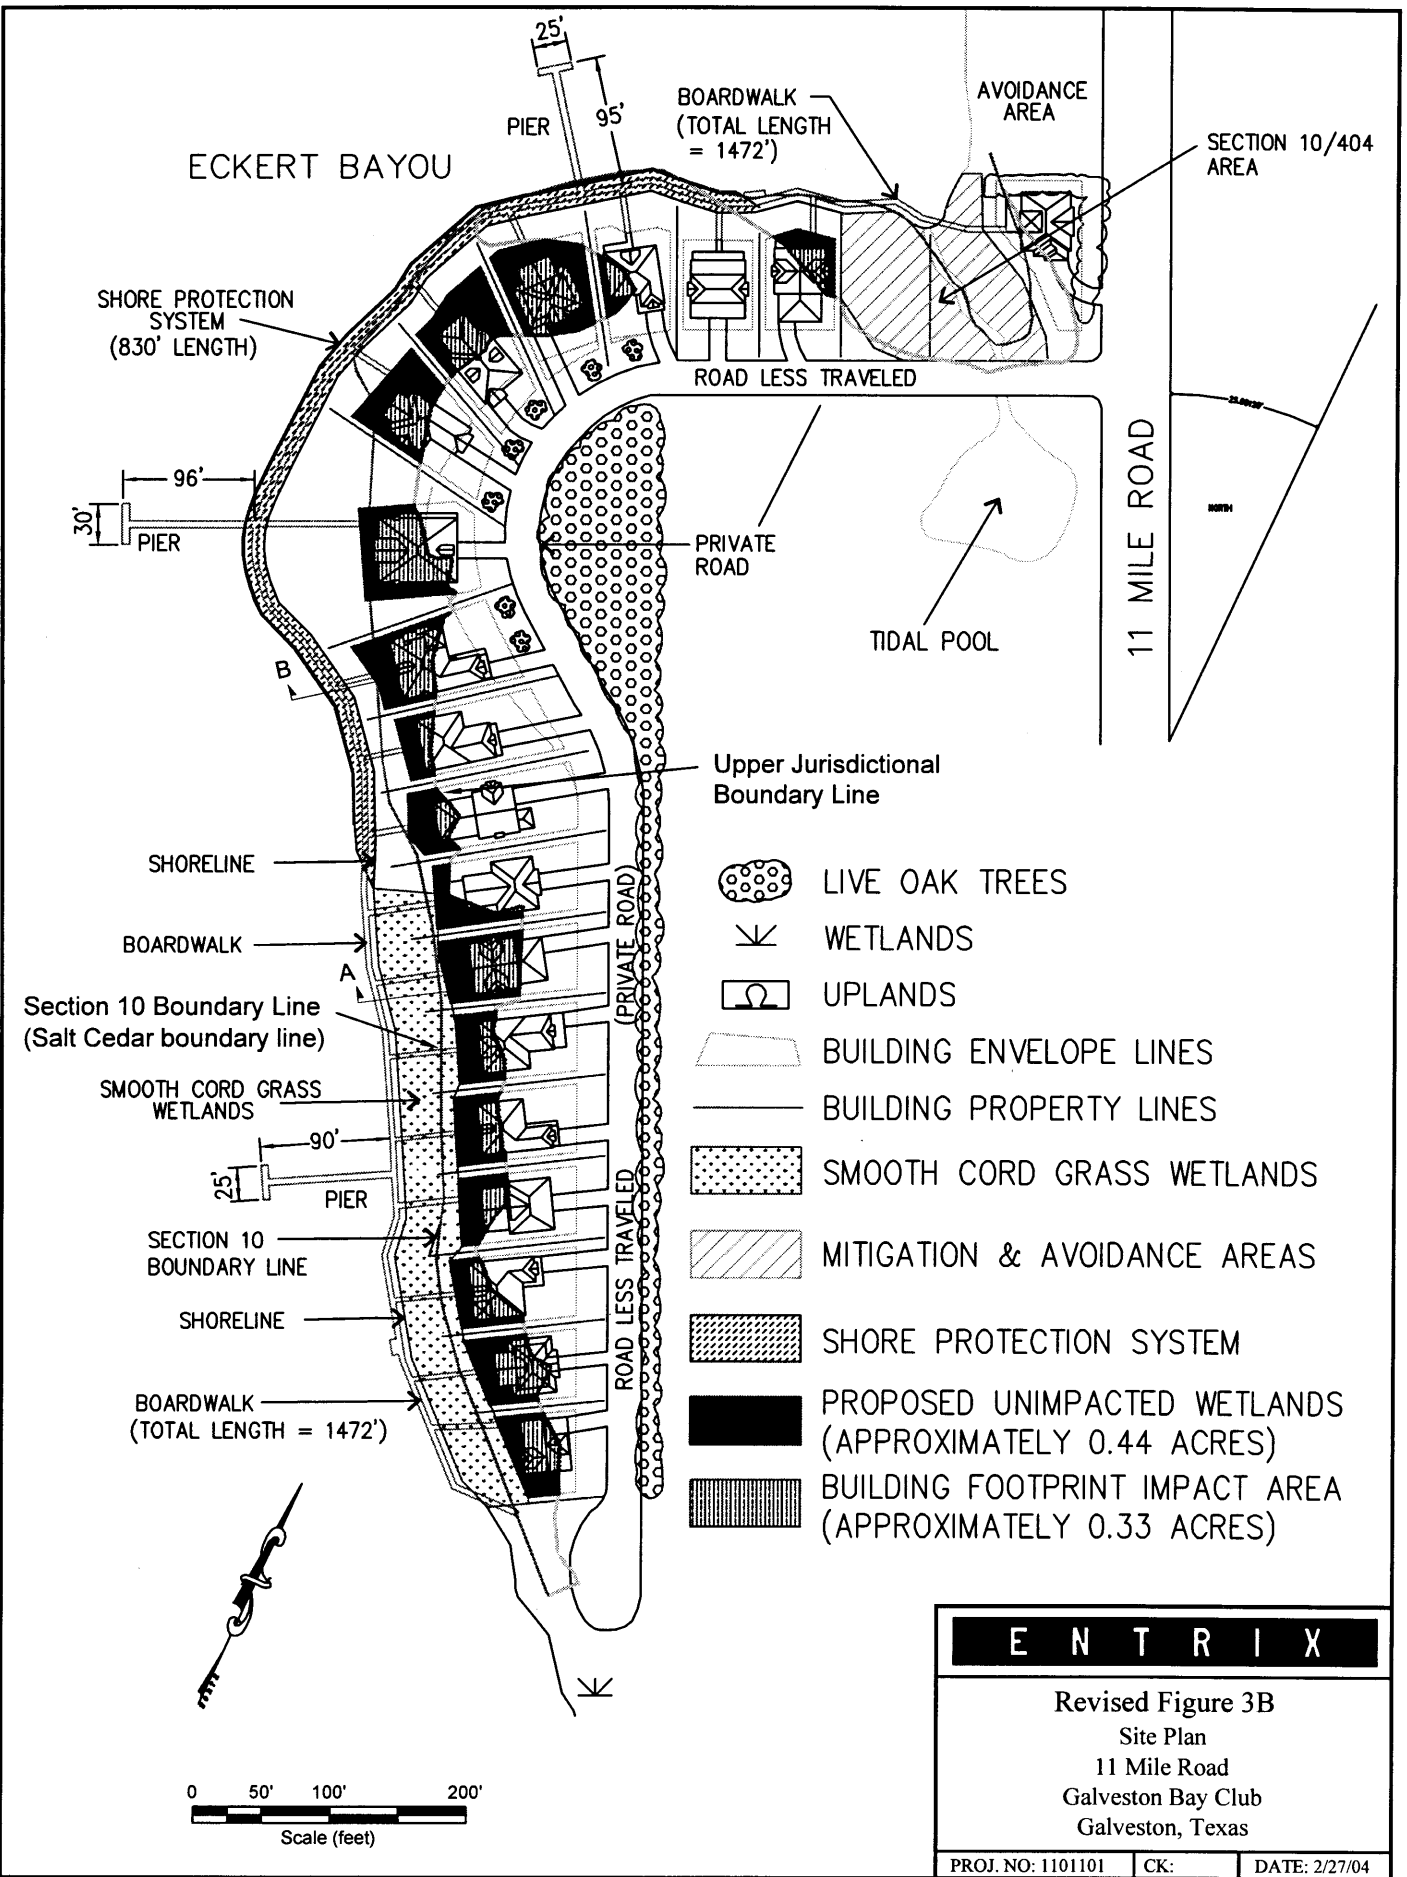 25'
95'
PIER
ECKERT BAYOU
BOARDWALK
(TOTAL LENGTH
= 1472')
AVOIDANCE
AREA
SECTION 10/404
AREA
SHORE PROTECTION
SYSTEM
(830' LENGTH)
ROAD LESS TRAVELED
96'
30'
PIER
PRIVATE
ROAD
NORTH
11 MILE ROAD
TIDAL POOL
B
Upper Jurisdictional
Boundary Line
SHORELINE
BOARDWALK
A
Section 10 Boundary Line
(Salt Cedar boundary line)
SMOOTH CORD GRASS
WETLANDS
90'
25'
PIER
SECTION 10
BOUNDARY LINE
SHORELINE
BOARDWALK
(TOTAL LENGTH = 1472')
(PRIVATE ROAD)
ROAD LESS TRAVELED
LIVE OAK TREES
WETLANDS
UPLANDS
BUILDING ENVELOPE LINES
BUILDING PROPERTY LINES
SMOOTH CORD GRASS WETLANDS
MITIGATION & AVOIDANCE AREAS
SHORE PROTECTION SYSTEM
PROPOSED UNIMPACTED WETLANDS
(APPROXIMATELY 0.44 ACRES)
BUILDING FOOTPRINT IMPACT AREA
(APPROXIMATELY 0.33 ACRES)
0 50' 100' 200'
Scale (feet)
ENTRIX
Revised Figure 3B
Site Plan
11 Mile Road
Galveston Bay Club
Galveston, Texas
PROJ. NO: 1101101 CK: DATE: 2/27/04